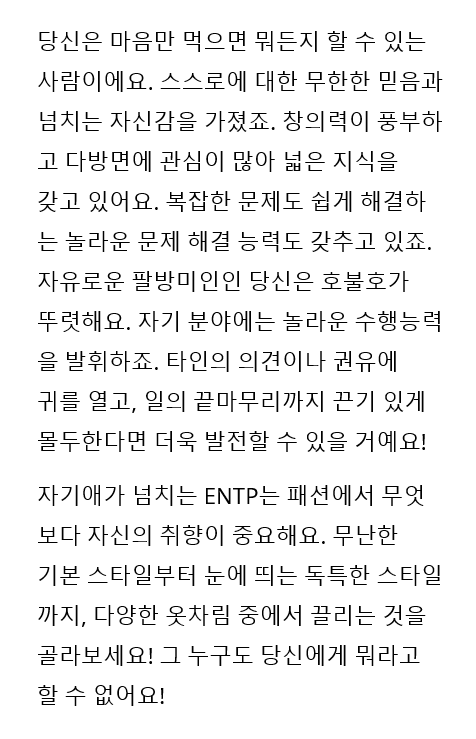 당신은 마음만 먹으면 뭐든지 할 수 있는
사람이에요. 스스로에 대한 무한한 믿음과
넘치는 자신감을 가졌죠. 창의력이 풍부하
고 다방면에 관심이 많아 넓은 지식을
갖고 있어요. 복잡한 문제도 쉽게 해결하
는 놀라운 문제 해결 능력도 갖추고 있죠.
자유로운 팔방미인인 당신은 호불호가
뚜렷해요. 자기 분야에는 놀라운 수행능력
을 발휘하죠. 타인의 의견이나 권유에
귀를 열고, 일의 끝마무리까지 끈기 있게
몰두한다면 더욱 발전할 수 있을 거예요!
자기애가 넘치는 ENTP는 패션에서 무엇
보다 자신의 취향이 중요해요. 무난한
기본 스타일부터 눈에 띄는 독특한 스타일
까지, 다양한 옷차림 중에서 끌리는 것을
골라보세요! 그 누구도 당신에게 뭐라고
할 수 없어요!